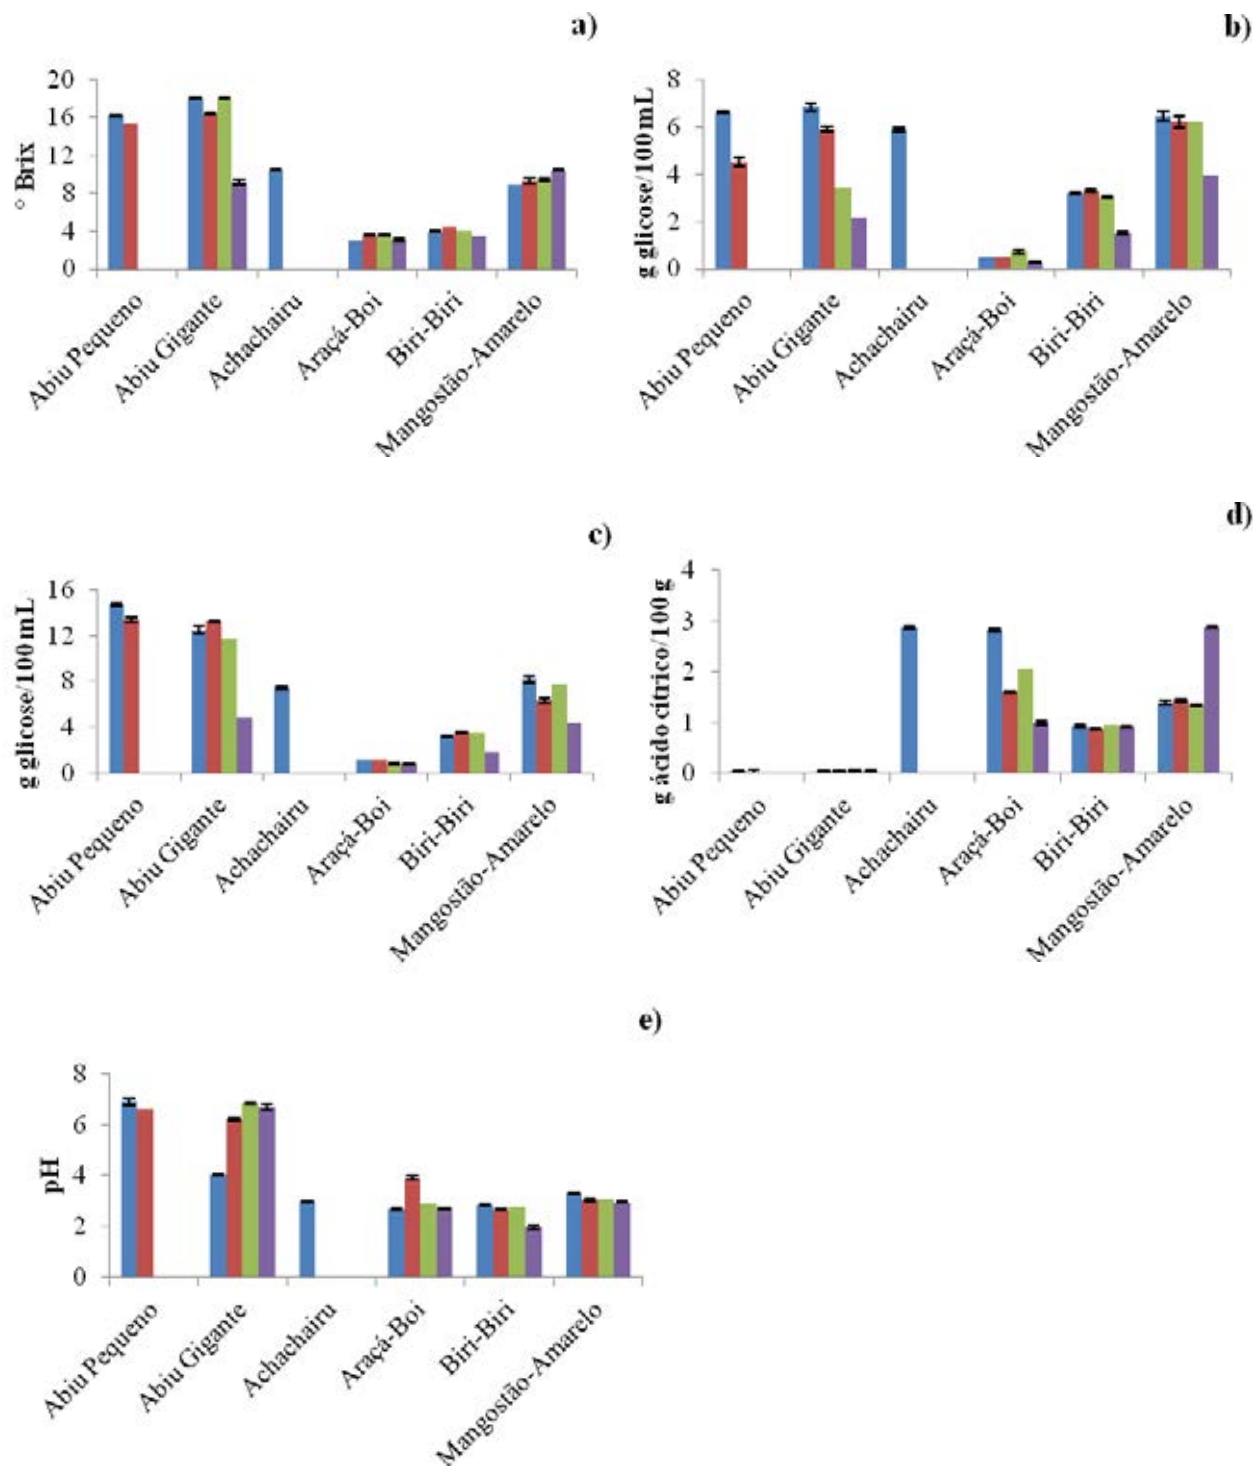 a)
° Brix
20
16
12
8
4
0
Abiu Pequeno
Abiu Gigante
Achachairu
Araçá-Boi
Biri-Biri
Mangostão-Amarelo
b)
g glicose/100 mL
8
6
4
2
0
Abiu Pequeno
Abiu Gigante
Achachairu
Araçá-Boi
Biri-Biri
Mangostão-Amarelo
c)
g glicose/100 mL
16
12
8
4
0
Abiu Pequeno
Abiu Gigante
Achachairu
Araçá-Boi
Biri-Biri
Mangostão-Amarelo
d)
g ácido cítrico/100 g
4
3
2
1
0
Abiu Pequeno
Abiu Gigante
Achachairu
Araçá-Boi
Biri-Biri
Mangostão-Amarelo
e)
pH
8
6
4
2
0
Abiu Pequeno
Abiu Gigante
Achachairu
Araçá-Boi
Biri-Biri
Mangostão-Amarelo